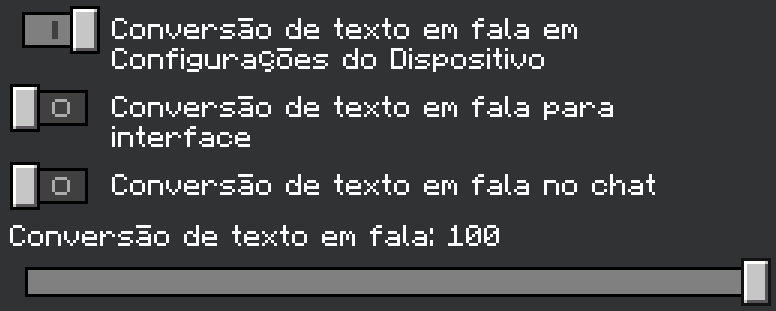 Conversão de texto em fala em
Configurações do Dispositivo
Conversão de texto em fala para
interface
Conversão de texto em fala no chat
Conversão de texto em fala: 100